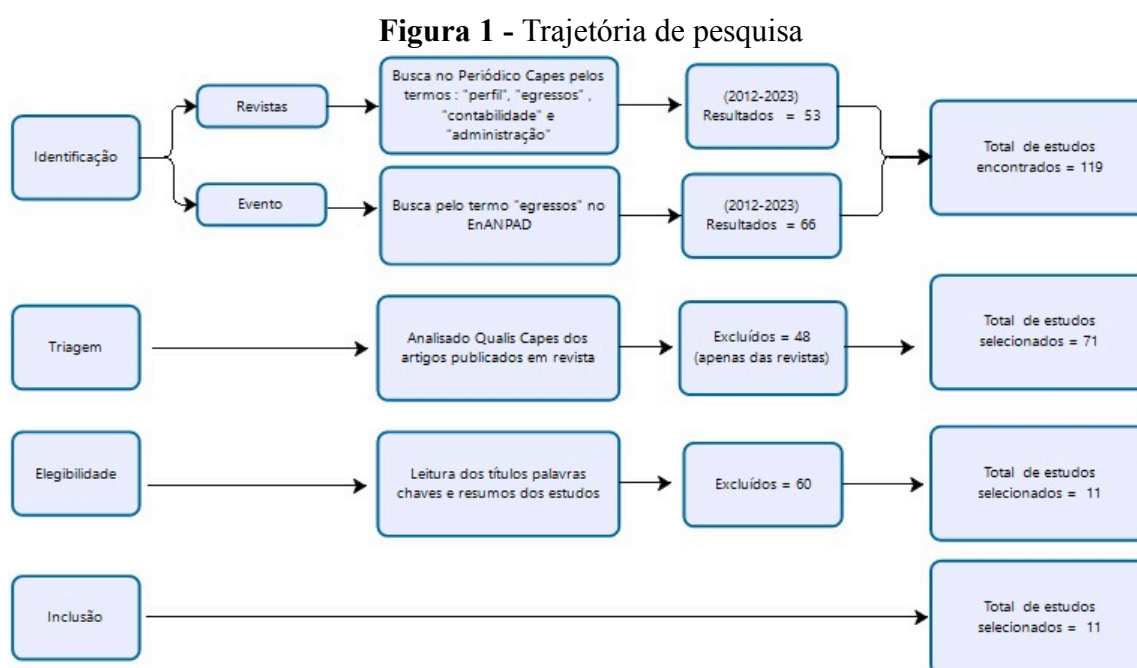 Figura 1 - Trajetória de pesquisa
Identificação
Revistas
Busca no Periódico Capes pelos
termos : "perfil", "egressos" ,
"contabilidade" e
"administração"
(2012-2023)
Resultados = 53
Evento
Busca pelo termo "egressos" no
EnANPAD
(2012-2023)
Resultados = 66
Total de estudos
encontrados = 119
Triagem
Analisado Qualis Capes dos
artigos publicados em revista
Excluídos = 48
(apenas das revistas)
Total de estudos
selecionados = 71
Elegibilidade
Leitura dos títulos palavras
chaves e resumos dos estudos
Excluídos = 60
Total de estudos
selecionados = 11
Inclusão
Total de estudos
selecionados = 11